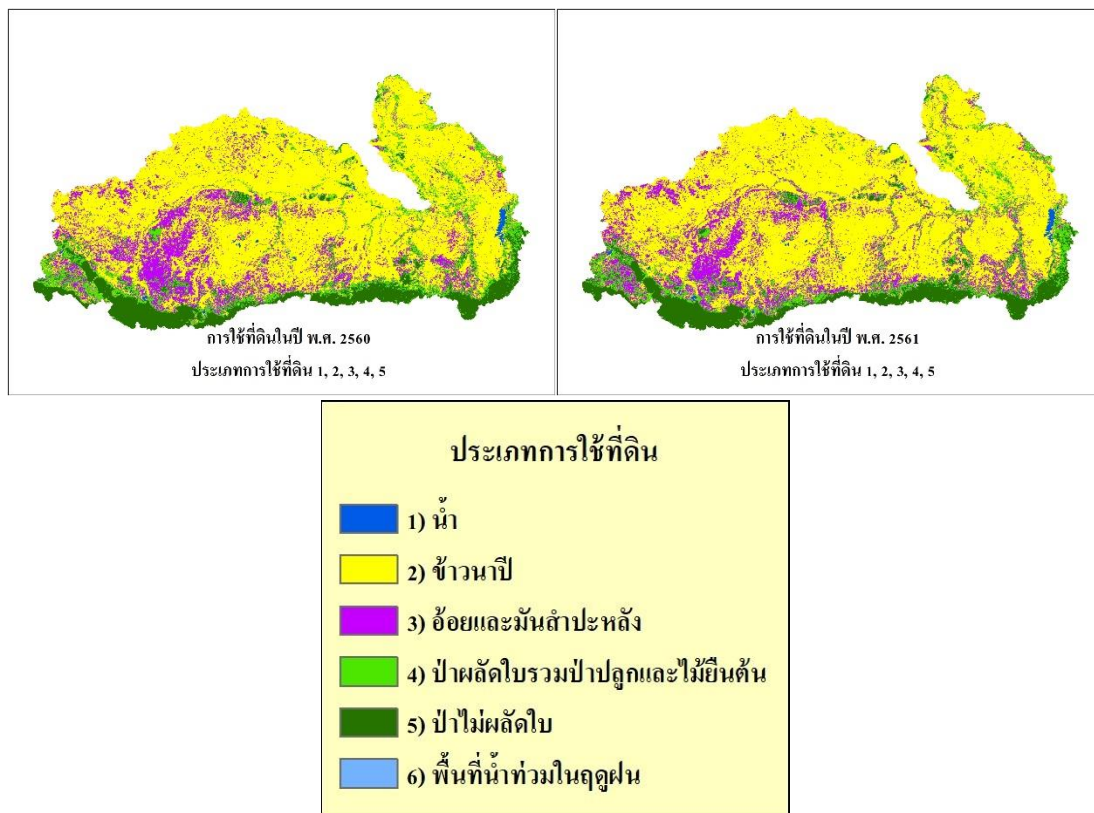 การใช้ที่ดินในปี พ.ศ. 2560
ประเภทการใช้ที่ดิน 1, 2, 3, 4, 5
การใช้ที่ดินในปี พ.ศ. 2561
ประเภทการใช้ที่ดิน 1, 2, 3, 4, 5
ประเภทการใช้ที่ดิน
1) น้ำ
2) ข้าวนาปี
3) อ้อยและมันสำปะหลัง
4) ป่าผลัดใบรวมป่าปลูกและไม้ยืนต้น
5) ป่าไม่ผลัดใบ
6) พื้นที่น้ำท่วมในฤดูฝน